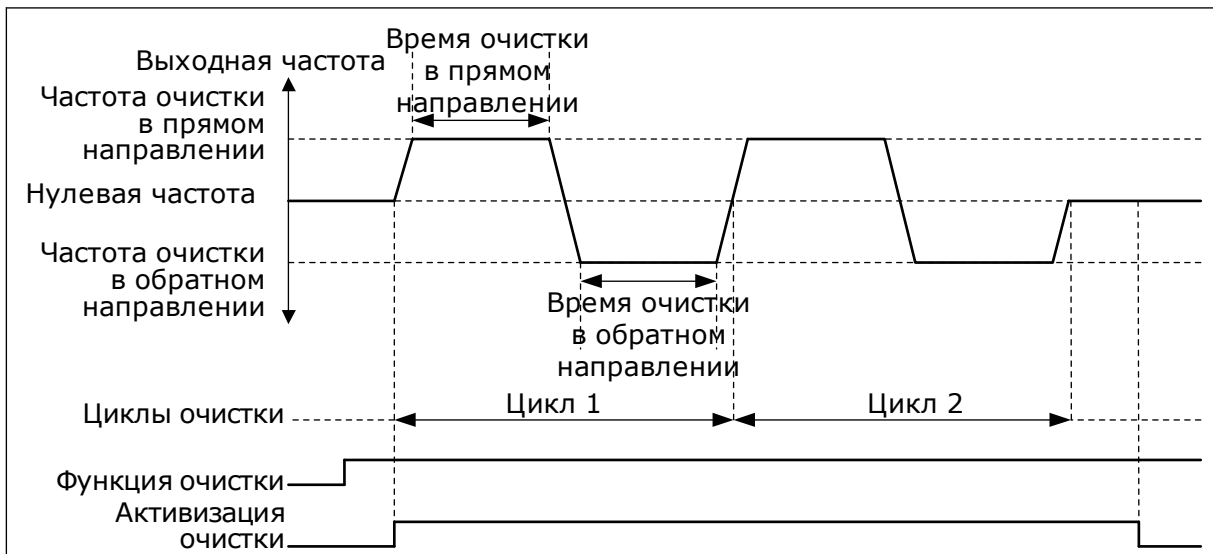 Время очистки
в прямом
направлении
Выходная частота
Частота очистки
в прямом
направлении
Нулевая частота
Частота очистки
в обратном
направлении
Время очистки
в обратном
направлении
Циклы очистки
Цикл 1
Цикл 2
Функция очистки
Активизация
очистки